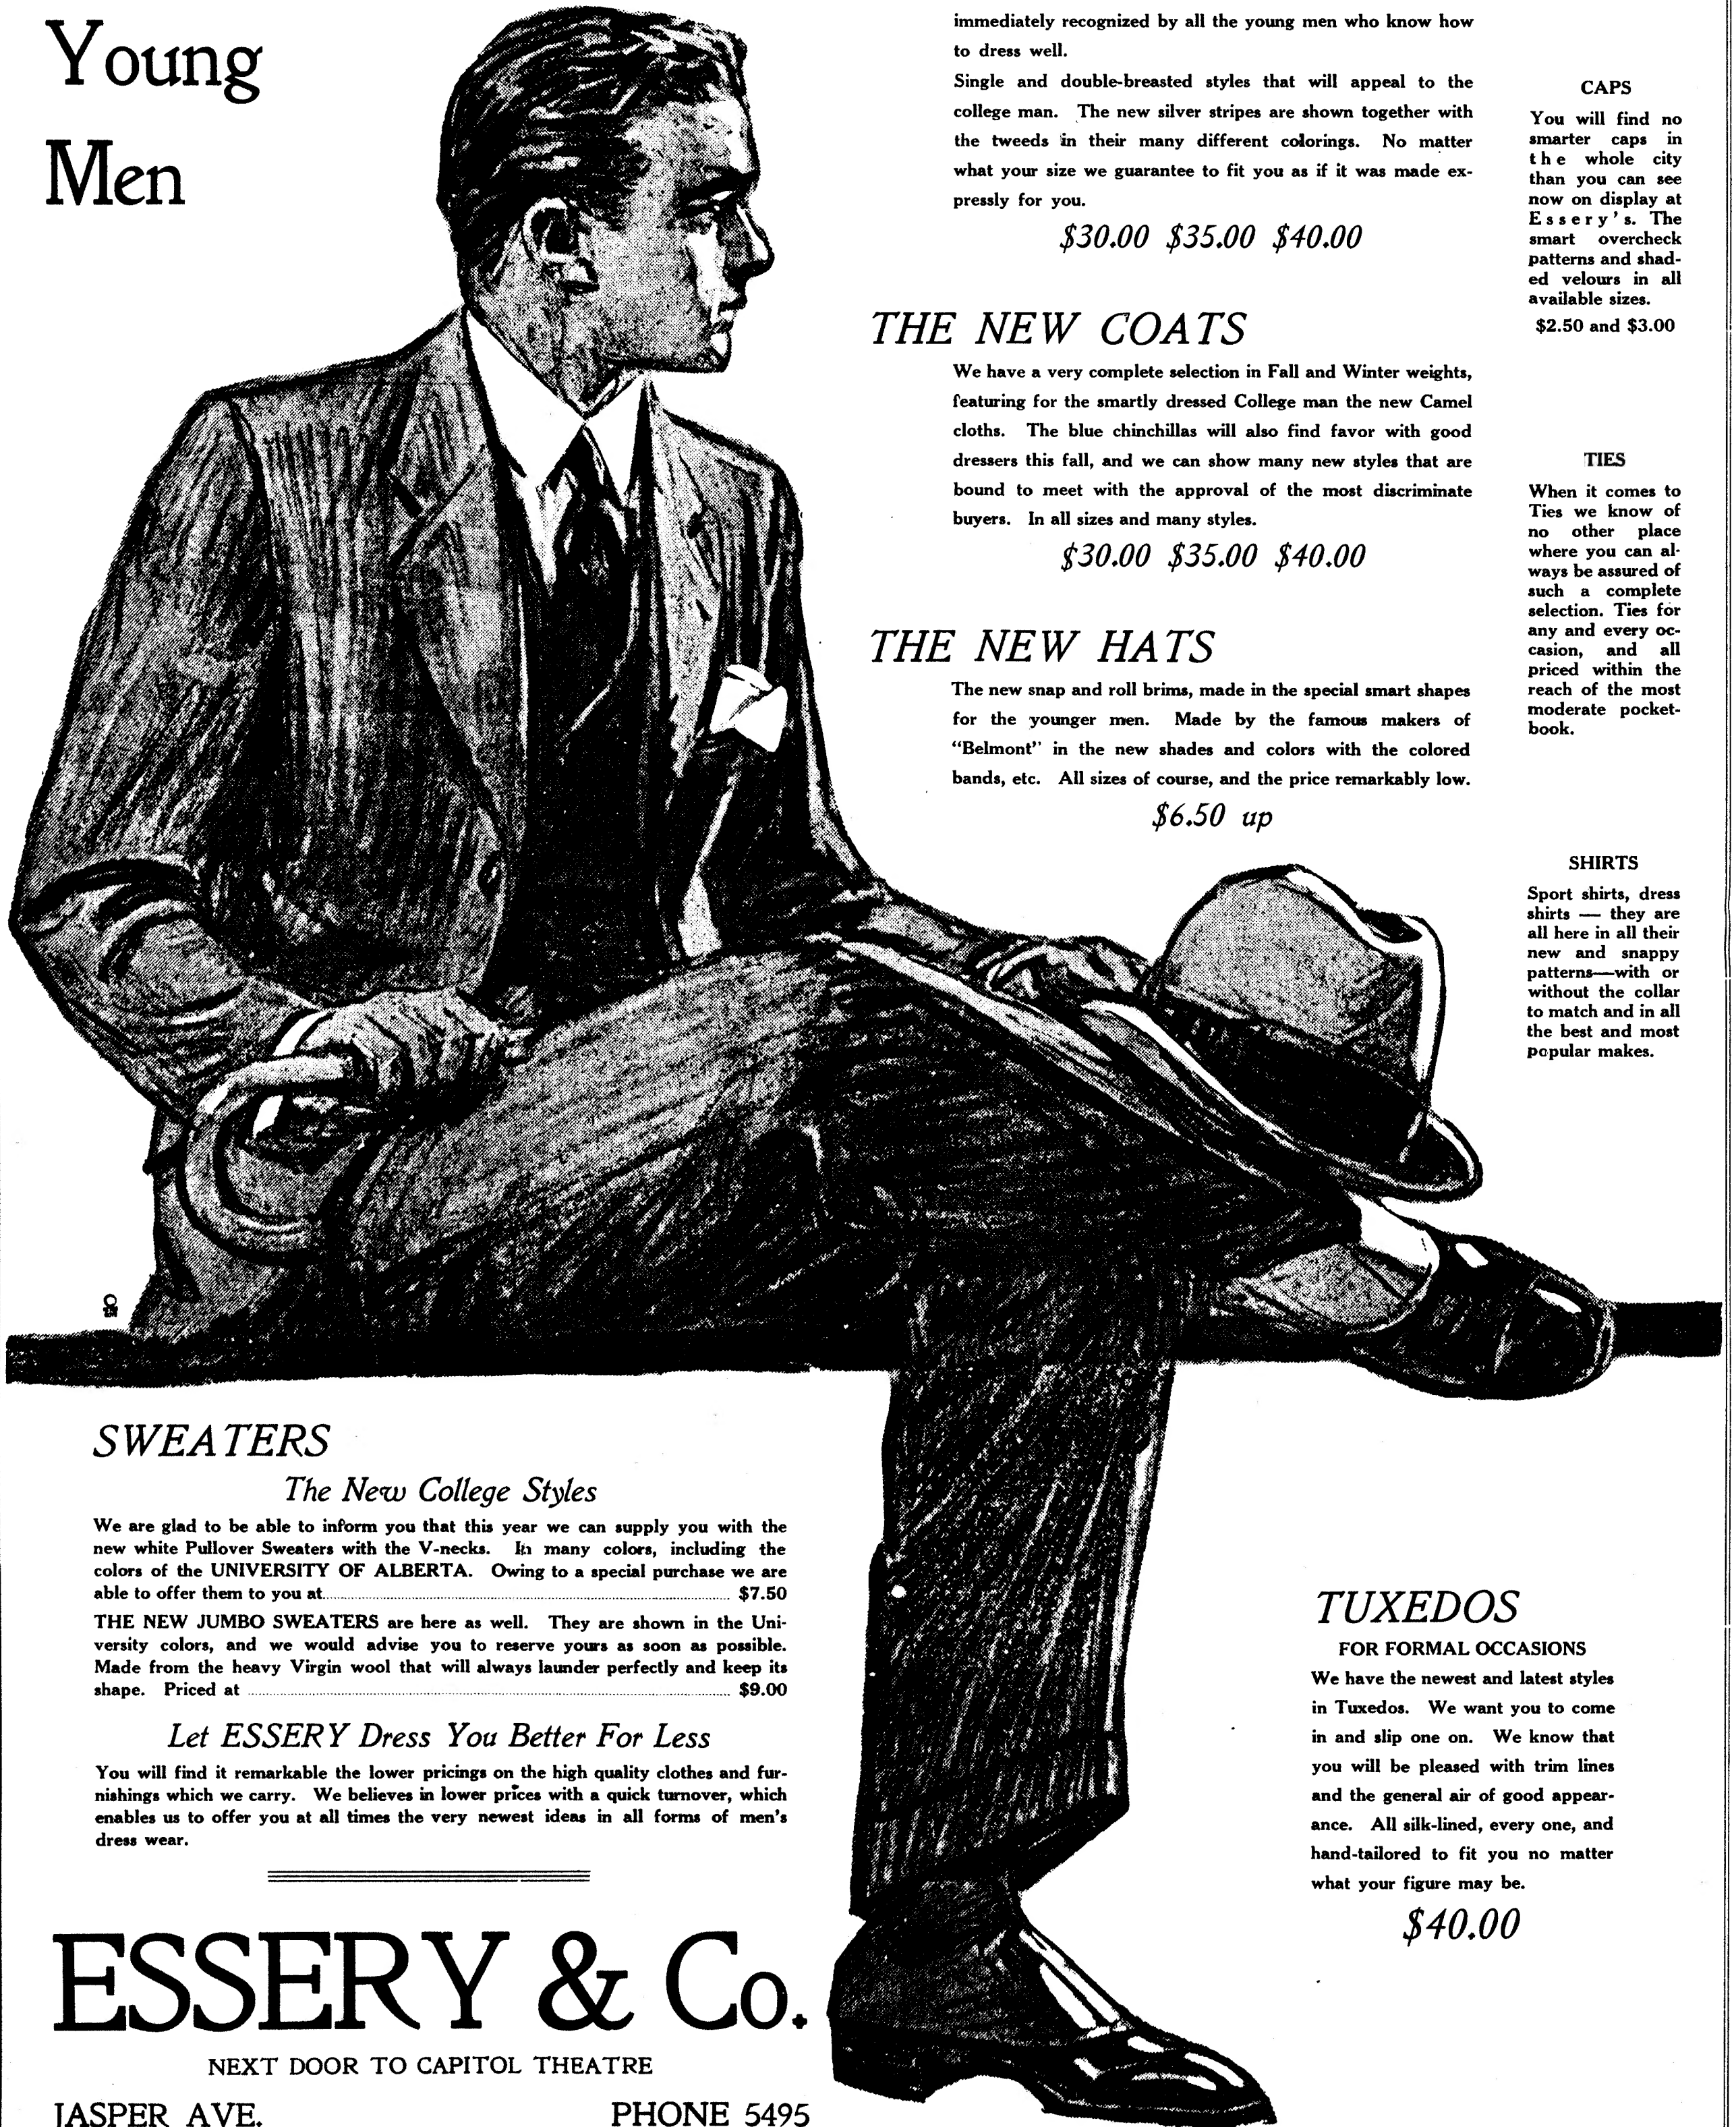 Young
Men
immediately recognized by all the young men who know how
to dress well.
Single and double-breasted styles that will appeal to the
college man. The new silver stripes are shown together with
the tweeds in their many different colorings. No matter
what your size we guarantee to fit you as if it was made ex-
pressly for you.
$30.00 $35.00 $40.00
THE NEW COATS
We have a very complete selection in Fall and Winter weights,
featuring for the smartly dressed College man the new Camel
cloths. The blue chinchillas will also find favor with good
dressers this fall, and we can show many new styles that are
bound to meet with the approval of the most discriminate
buyers. In all sizes and many styles.
$30.00 $35.00 $40.00
THE NEW HATS
The new snap and roll brims, made in the special smart shapes
for the younger men. Made by the famous makers of
"Belmont" in the new shades and colors with the colored
bands, etc. All sizes of course, and the price remarkably low.
$6.50 up
CAPS
You will find no
smarter caps in
the whole city
than you can see
now on display at
Essery's. The
smart overcheck
patterns and shad-
ed velours in all
available sizes.
$2.50 and $3.00
TIES
When it comes to
Ties we know of
no other place
where you can al-
ways be assured of
such a complete
selection. Ties for
any and every oc-
casion, and all
priced within the
reach of the most
moderate pocket-
book.
SHIRTS
Sport shirts, dress
shirts — they are
all here in all their
new and snappy
patterns—with or
without the collar
to match and in all
the best and most
popular makes.
SWEATERS
The New College Styles
We are glad to be able to inform you that this year we can supply you with the
new white Pullover Sweaters with the V-necks. In many colors, including the
colors of the UNIVERSITY OF ALBERTA. Owing to a special purchase we are
able to offer them to you at........ $7.50
THE NEW JUMBO SWEATERS are here as well. They are shown in the Uni-
versity colors, and we would advise you to reserve yours as soon as possible.
Made from the heavy Virgin wool that will always launder perfectly and keep its
shape. Priced at ........ $9.00
Let ESSERY Dress You Better For Less
You will find it remarkable the lower pricings on the high quality clothes and fur-
nishings which we carry. We believes in lower prices with a quick turnover, which
enables us to offer you at all times the very newest ideas in all forms of men's
dress wear.
TUXEDOS
FOR FORMAL OCCASIONS
We have the newest and latest styles
in Tuxedos. We want you to come
in and slip one on. We know that
you will be pleased with trim lines
and the general air of good appear-
ance. All silk-lined, every one, and
hand-tailored to fit you no matter
what your figure may be.
$40.00
ESSERY & Co.
NEXT DOOR TO CAPITOL THEATRE
JASPER AVE. PHONE 5495